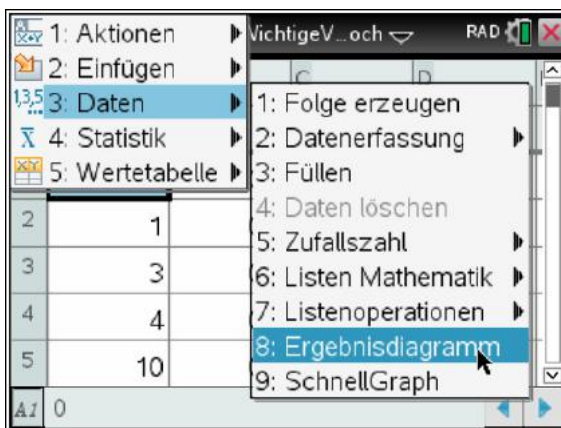 1: Aktionen
2: Einfügen
3: Daten
4: Statistik
5: Wertetabelle
VichtigeV...och
RAD
C
D
1: Folge erzeugen
2: Datenerfassung
3: Füllen
4: Daten löschen
5: Zufallszahl
6: Listen Mathematik
7: Listenoperationen
8: Ergebnisdiagramm
9: SchnellGraph
2 1
3 3
4 4
5 10
A1 0